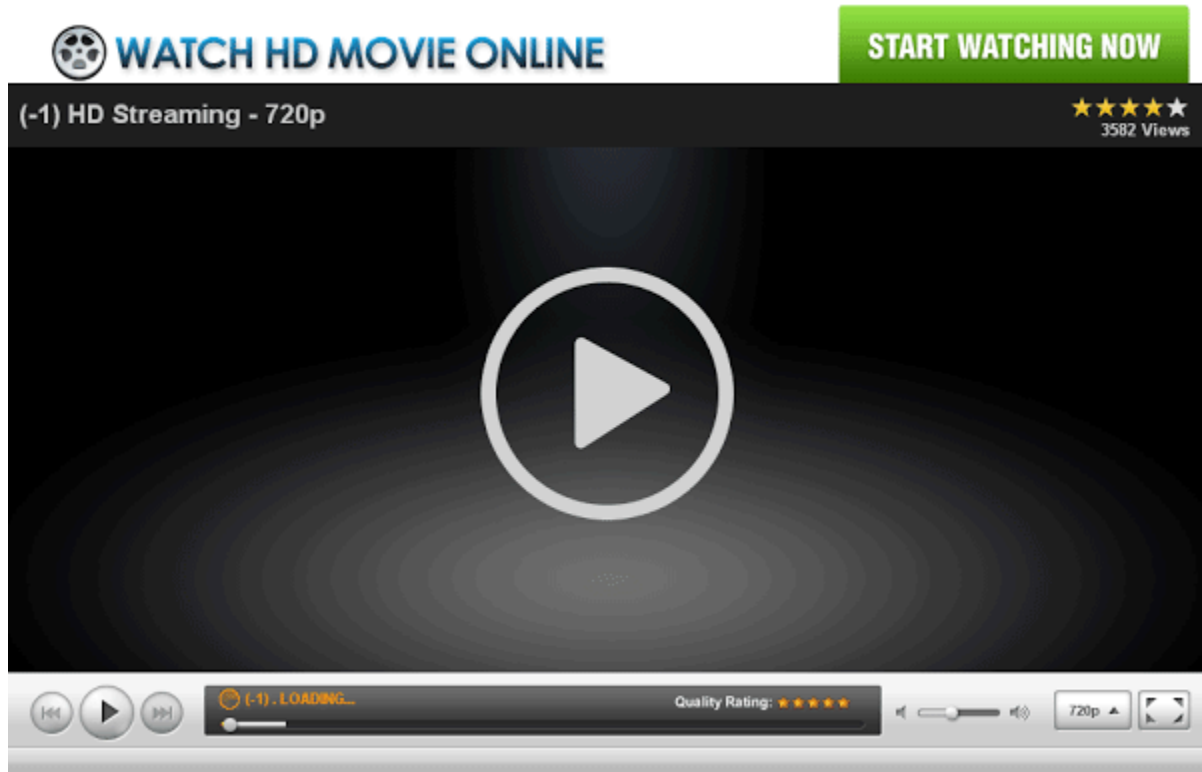 WATCH HD MOVIE ONLINE
START WATCHING NOW
(-1) HD Streaming - 720p
3582 Views
(-1) . LOADING...
Quality Rating:
720p